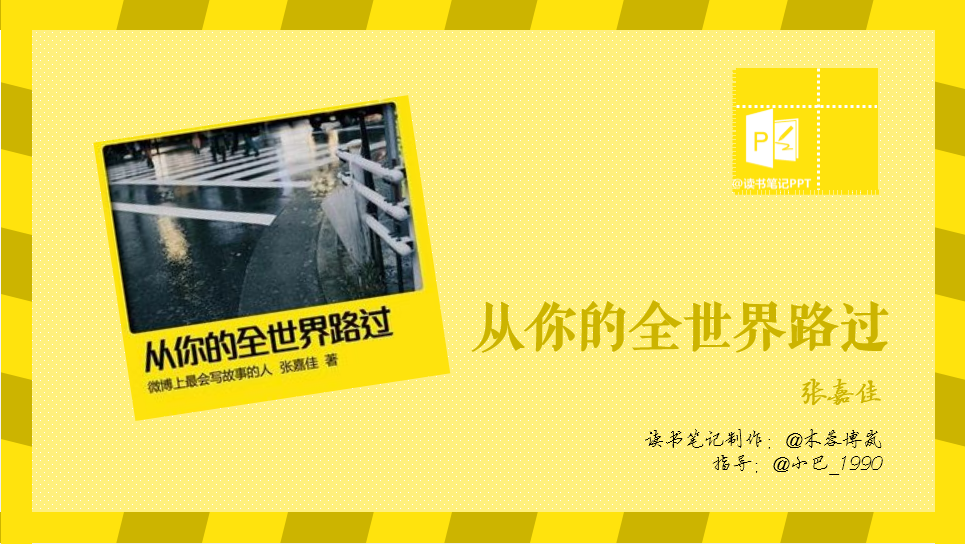 从你的全世界路过
微博上最会写故事的人 张嘉佳 著
P
@读书笔记PPT
从你的全世界路过
张嘉佳
读书笔记制作：@木蓉博岚
指导：@小巴_1990